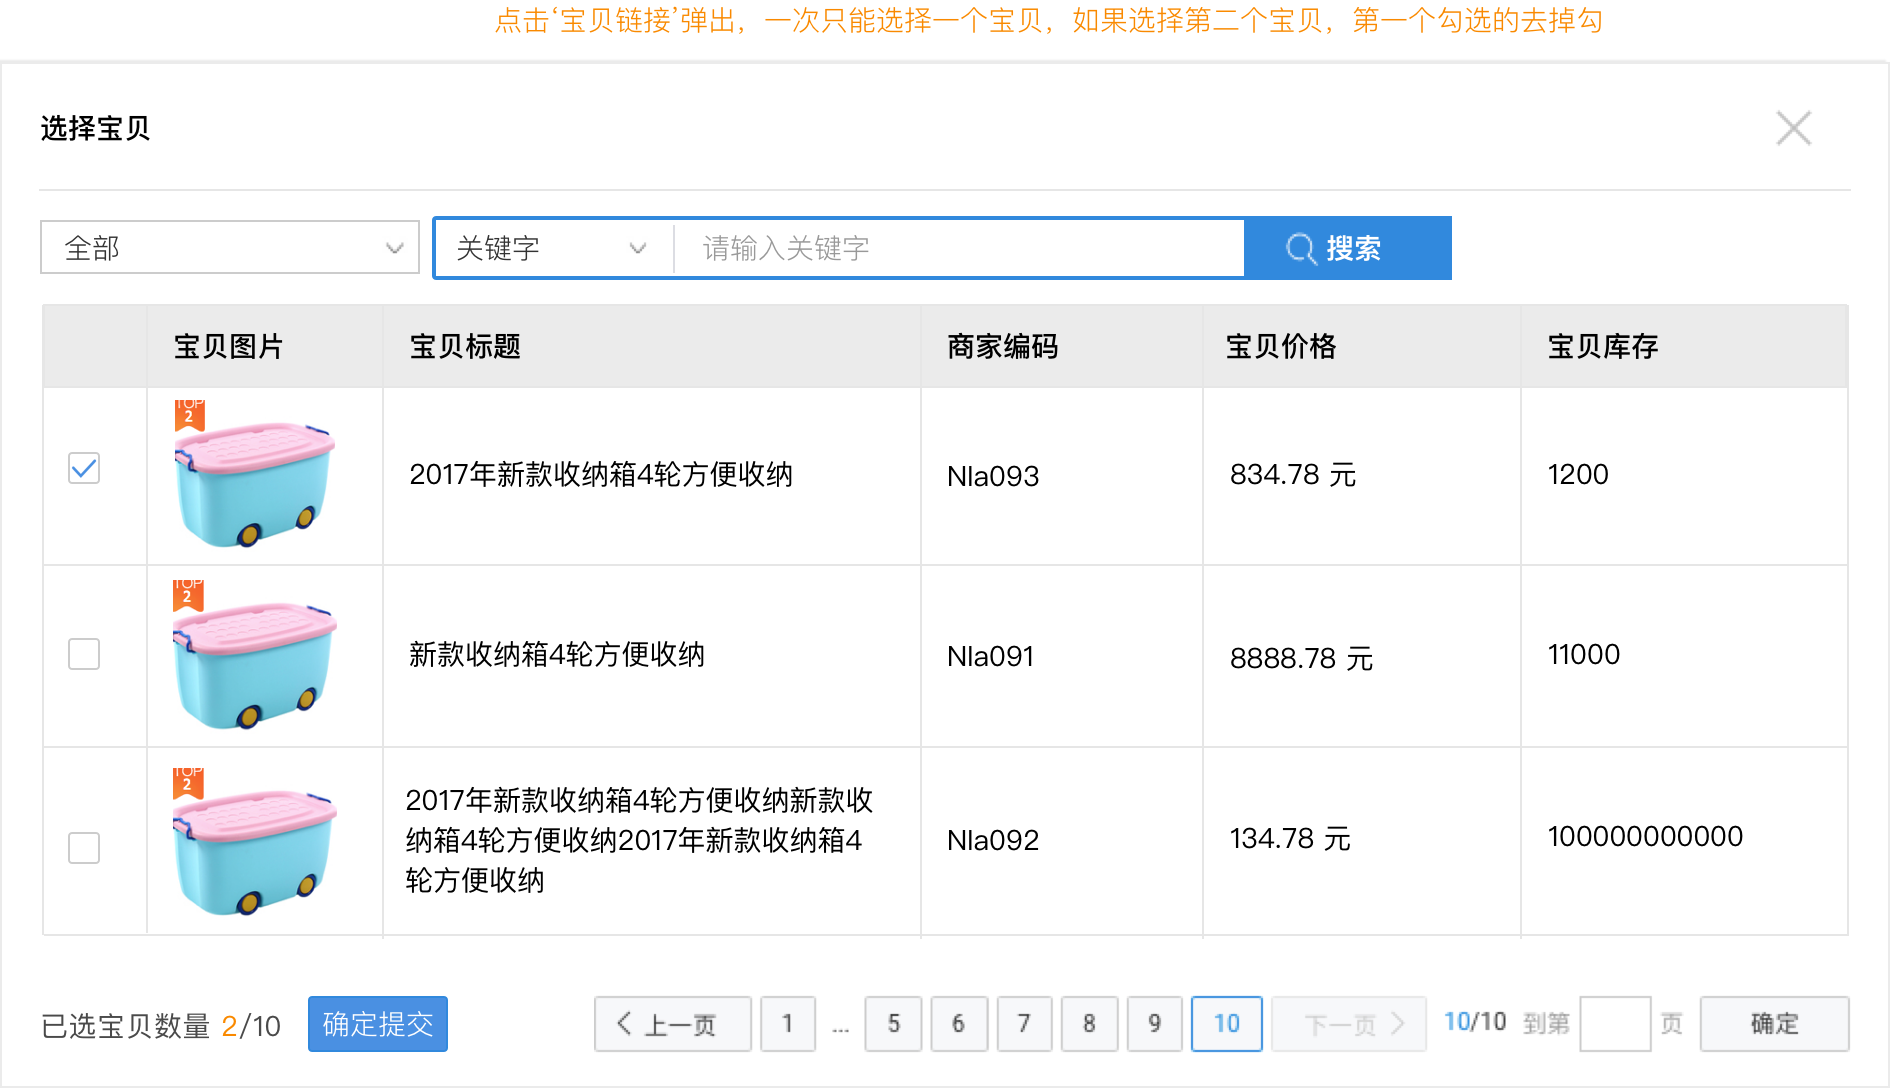 点击‘宝贝链接’弹出，一次只能选择一个宝贝，如果选择第二个宝贝，第一个勾选的去掉勾
选择宝贝
全部
关键字
请输入关键字
搜索
宝贝图片 宝贝标题 商家编码 宝贝价格 宝贝库存
TOP
2
2017年新款收纳箱4轮方便收纳 Nla093 834.78 元 1200
TOP
2
新款收纳箱4轮方便收纳 Nla091 8888.78 元 11000
TOP
2
2017年新款收纳箱4轮方便收纳新款收
纳箱4轮方便收纳2017年新款收纳箱4
轮方便收纳
Nla092 134.78 元 100000000000
已选宝贝数量 2/10 确定提交 上一页 1 ... 5 6 7 8 9 10 下一页 10/10 到第 页 确定